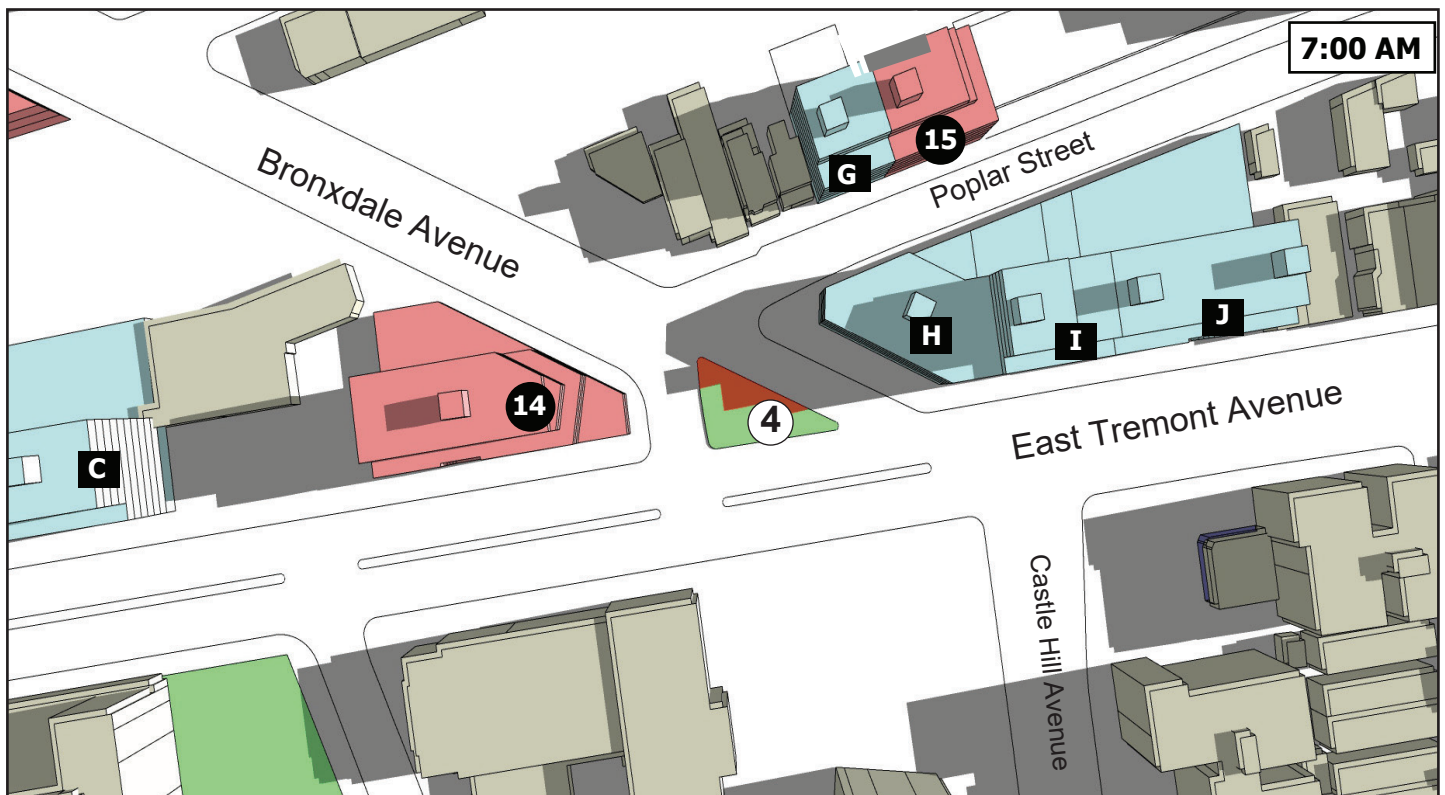 7:00 AM
15
G
Poplar Street
Bronxdale Avenue
H
I
J
14
4
East Tremont Avenue
C
Castle Hill Avenue